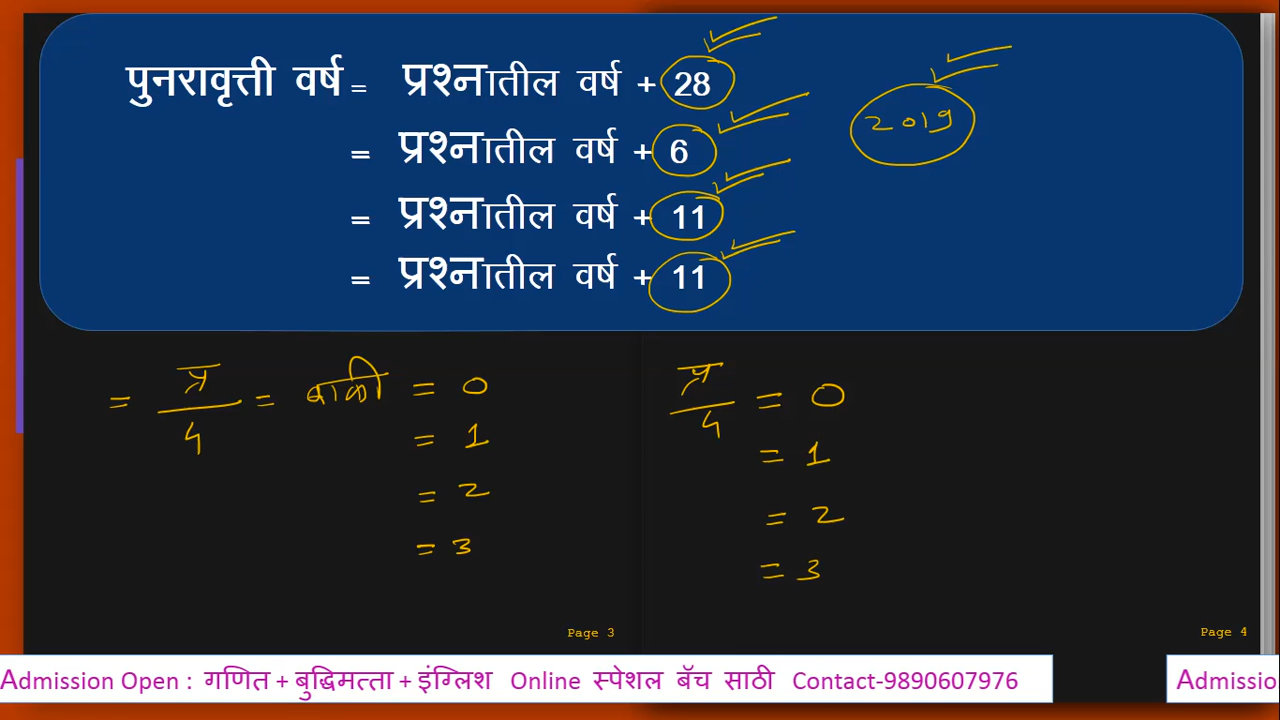 पुनरावृत्ती वर्ष = प्रश्नातील वर्ष + 28
= प्रश्नातील वर्ष + 6
= प्रश्नातील वर्ष + 11
= प्रश्नातील वर्ष + 11
2019
= प्र/4 = बाकी = 0
= 1
= 2
= 3
प्र/4 = 0
= 1
= 2
= 3
Page 3
Page 4
Admission Open : गणित + बुद्धिमत्ता + इंग्लिश Online स्पेशल बॅच साठी Contact-9890607976
Admissio